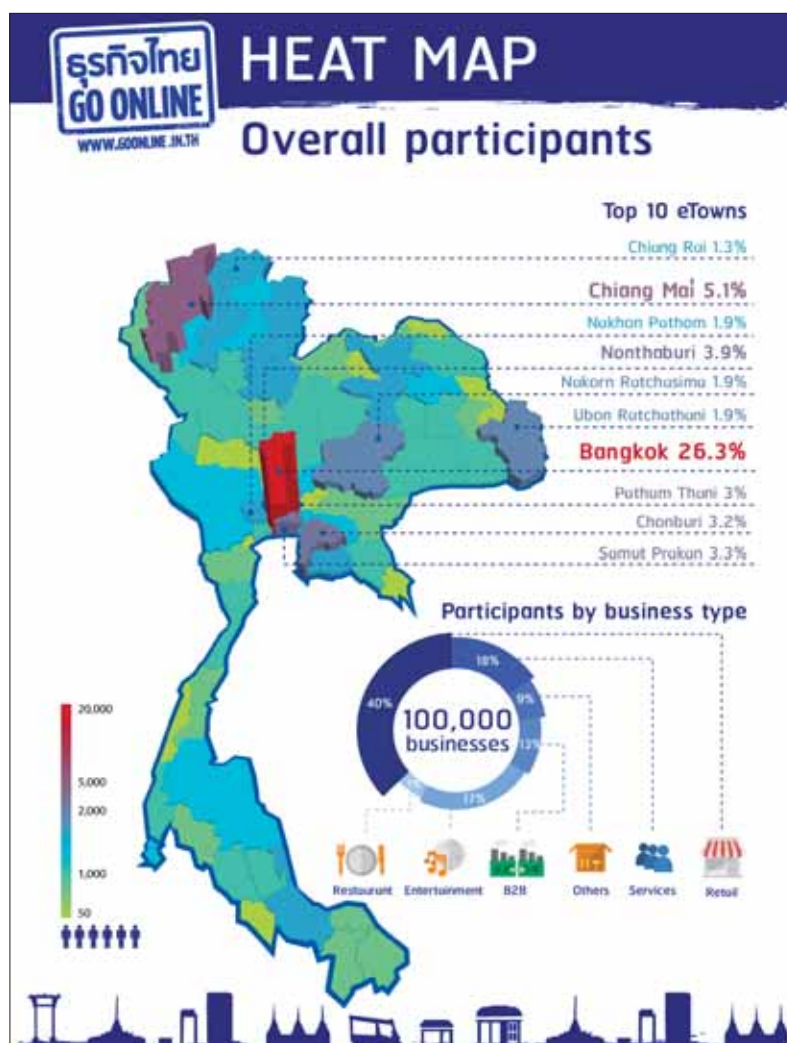 ธุรกิจไทย
GO ONLINE
WWW.GOONLINE.IN.TH
HEAT MAP
Overall participants
Top 10 eTowns
Chiang Rai 1.3%
Chiang Mai 5.1%
Nakhon Pathom 1.9%
Nonthaburi 3.9%
Nakorn Ratchasima 1.9%
Ubon Ratchathani 1.9%
Bangkok 26.3%
Pathum Thani 3%
Chonburi 3.2%
Samut Prakan 3.3%
Participants by business type
18%
40%
9%
100,000
businesses
13%
17%
20,000
5,000
2,000
1,000
50
Restaurant
Entertainment
B2B
Others
Services
Retail